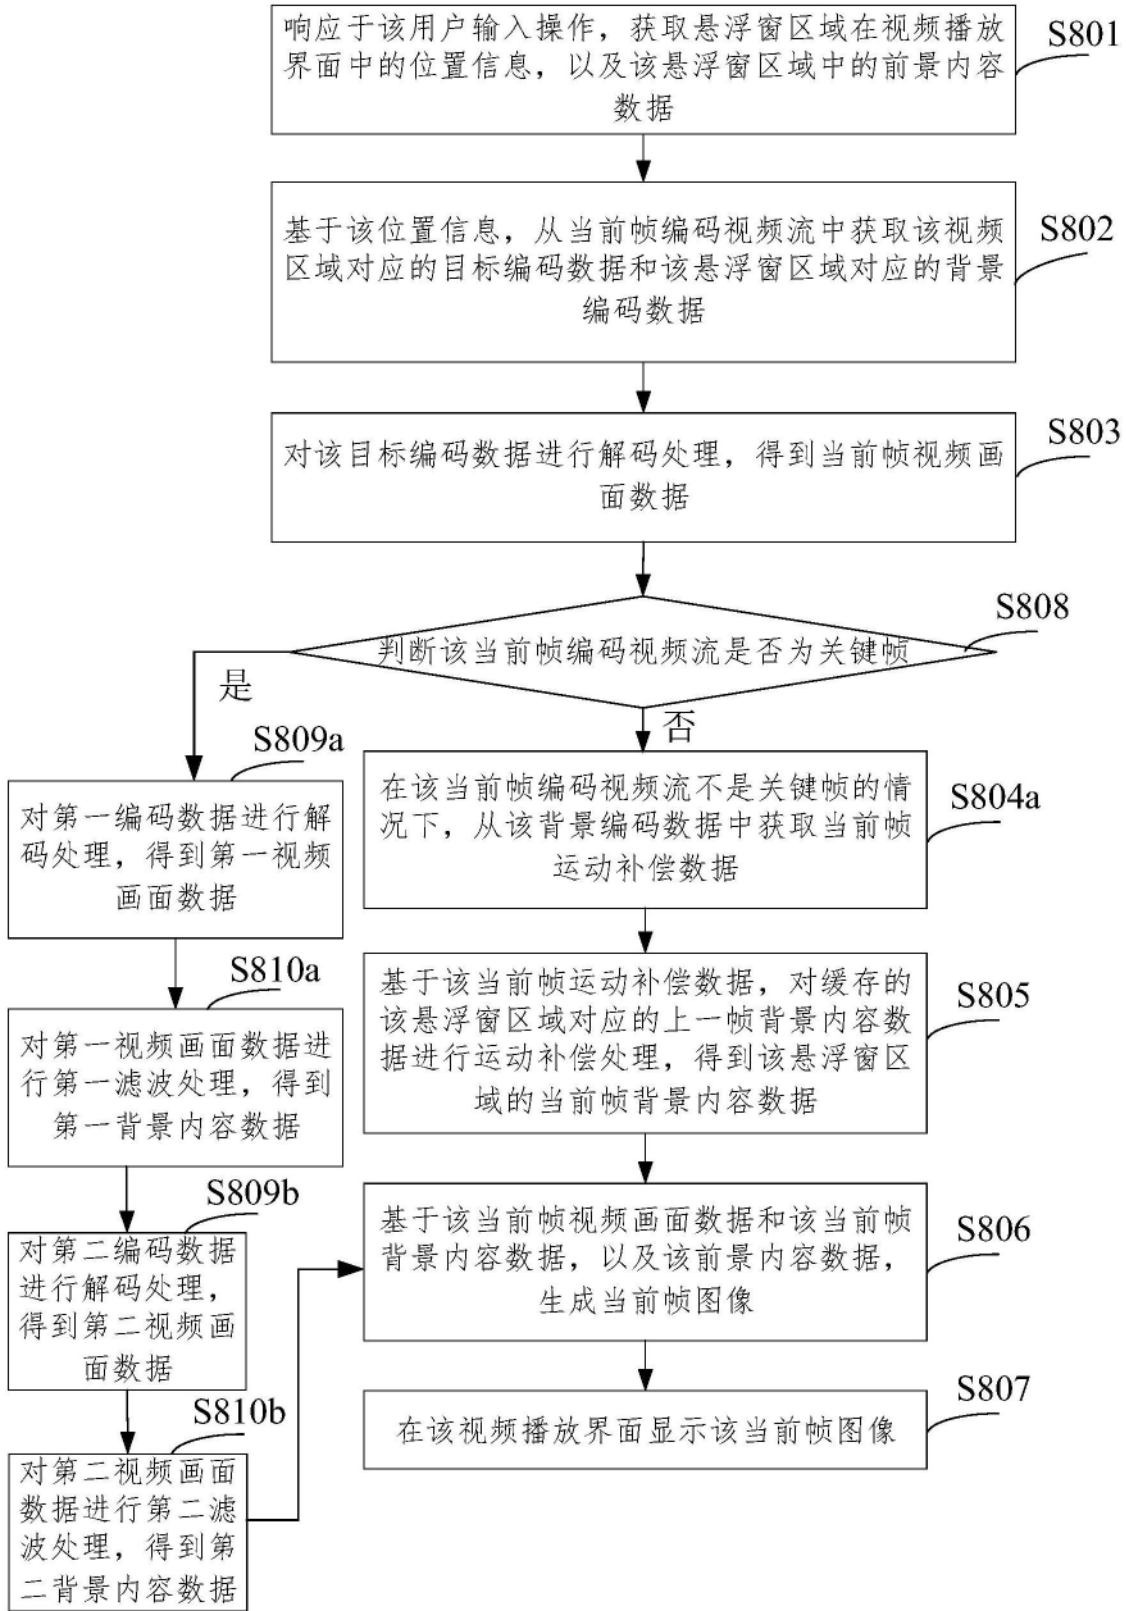 响应于该用户输入操作，获取悬浮窗区域在视频播放
界面中的位置信息，以及该悬浮窗区域中的前景内容
数据
S801
基于该位置信息，从当前帧编码视频流中获取该视频
区域对应的目标编码数据和该悬浮窗区域对应的背景
编码数据
S802
对该目标编码数据进行解码处理，得到当前帧视频画
面数据
S803
判断该当前帧编码视频流是否为关键帧
S808
是
否
S809a
对第一编码数据进行解
码处理，得到第一视频
画面数据
S810a
对第一视频画面数据进
行第一滤波处理，得到
第一背景内容数据
S809b
对第二编码数据
进行解码处理，
得到第二视频画
面数据
S810b
对第二视频画面
数据进行第二滤
波处理，得到第
二背景内容数据
在该当前帧编码视频流不是关键帧的情
况下，从该背景编码数据中获取当前帧
运动补偿数据
S804a
基于该当前帧运动补偿数据，对缓存的
该悬浮窗区域对应的上一帧背景内容数
据进行运动补偿处理，得到该悬浮窗区
域的当前帧背景内容数据
S805
基于该当前帧视频画面数据和该当前帧
背景内容数据，以及该前景内容数据，
生成当前帧图像
S806
在该视频播放界面显示该当前帧图像
S807